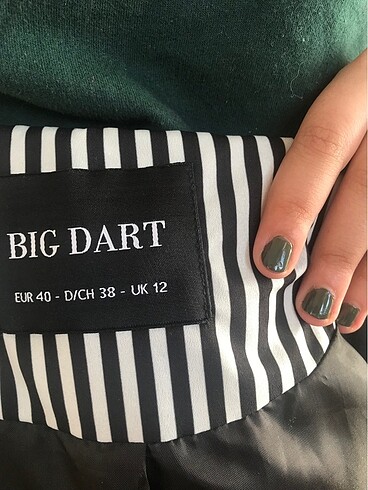 BIG DART
EUR 40 - D/CH 38 - UK 12